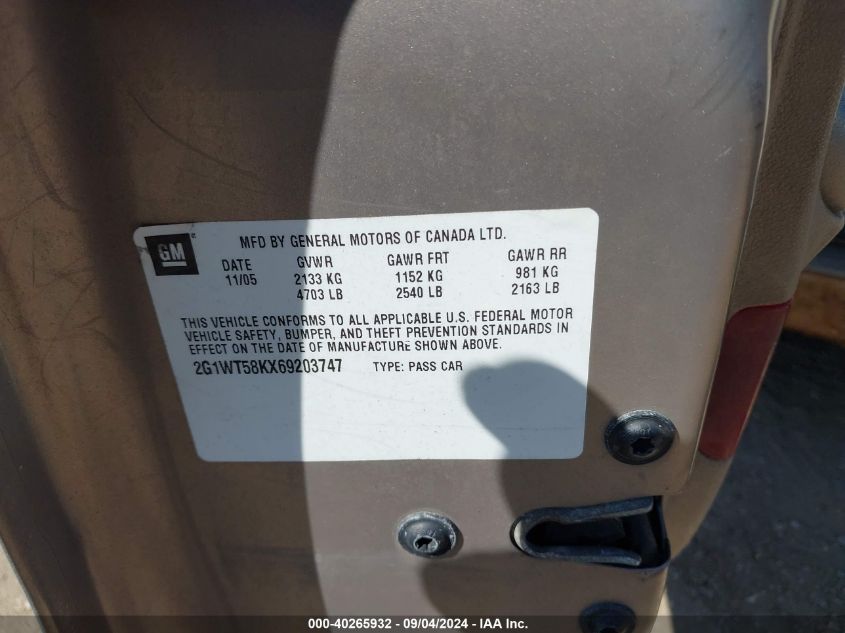 GM
MFD BY GENERAL MOTORS OF CANADA LTD.
DATE GVWR GAWR FRT GAWR RR
11/05 2133 KG 1152 KG 981 KG
4703 LB 2540 LB 2163 LB
THIS VEHICLE CONFORMS TO ALL APPLICABLE U.S. FEDERAL MOTOR
VEHICLE SAFETY, BUMPER, AND THEFT PREVENTION STANDARDS IN
EFFECT ON THE DATE OF MANUFACTURE SHOWN ABOVE.
2G1WT58KX69203747 TYPE: PASS CAR
000-40265932 - 09/04/2024 - IAA Inc.